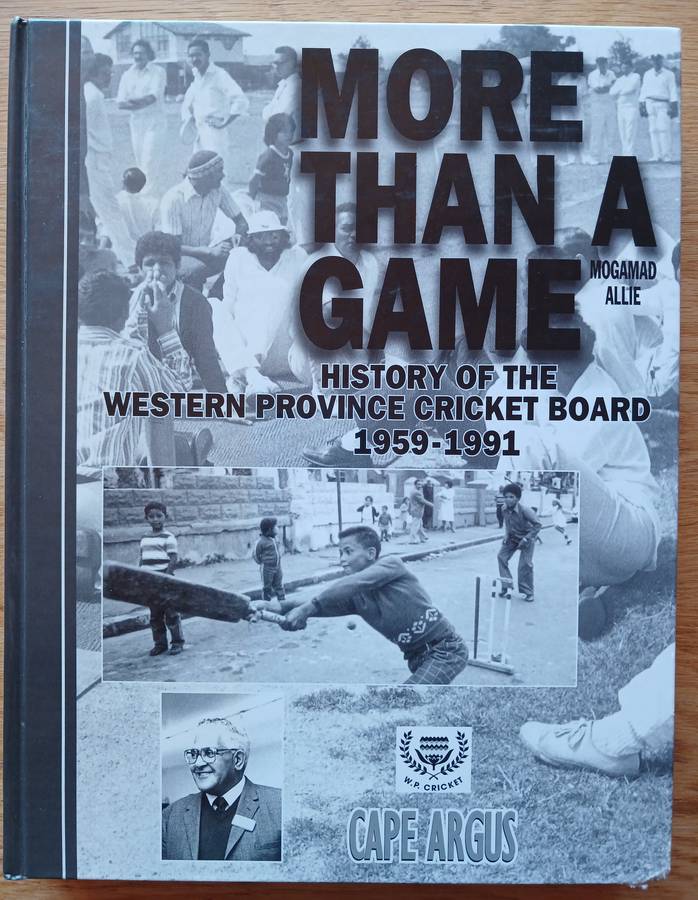 MORE
THAN A
GAME
MOGAMAD
ALLIE
HISTORY OF THE
WESTERN PROVINCE CRICKET BOARD
1959-1991
W.P. CRICKET
CAPE ARGUS